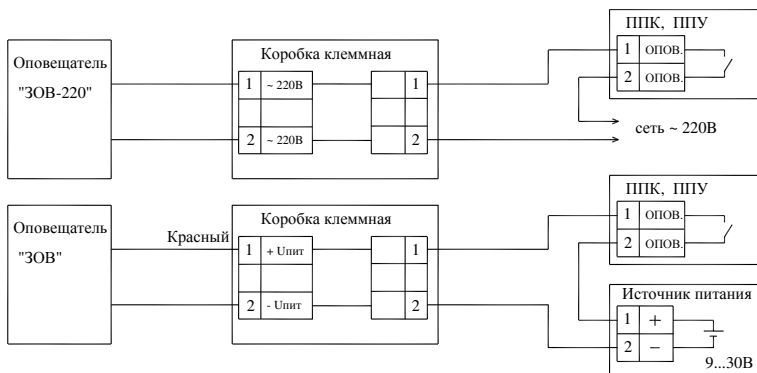 Оповещатель
"ЗОВ-220"
Коробка клеммная
1 ~ 220В 1
2 ~ 220В 2
ППК, ППУ
1 ОПОВ.
2 ОПОВ.
сеть ~ 220В
Оповещатель
"ЗОВ"
Красный
Коробка клеммная
1 + Uпит 1
2 - Uпит 2
ППК, ППУ
1 ОПОВ.
2 ОПОВ.
Источник питания
1 +
2 −
9...30В